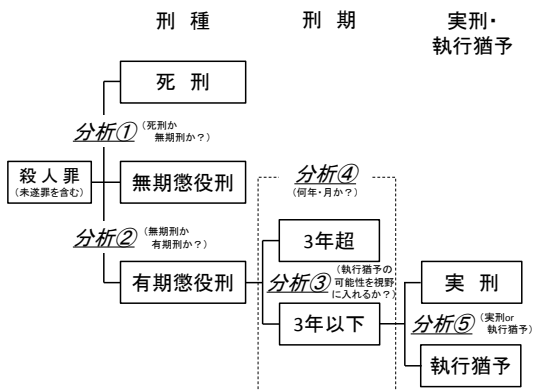 刑種
刑期
実刑・
執行猶予
死刑
分析①
(死刑か
無期刑か?)
殺人罪
(未遂罪を含む)
無期懲役刑
分析②
(無期刑か
有期刑か?)
有期懲役刑
分析④
(何年・月か?)
3年超
分析③
(執行猶予の
可能性を視野
に入れるか?)
3年以下
実刑
分析⑤
(実刑or
執行猶予)
執行猶予